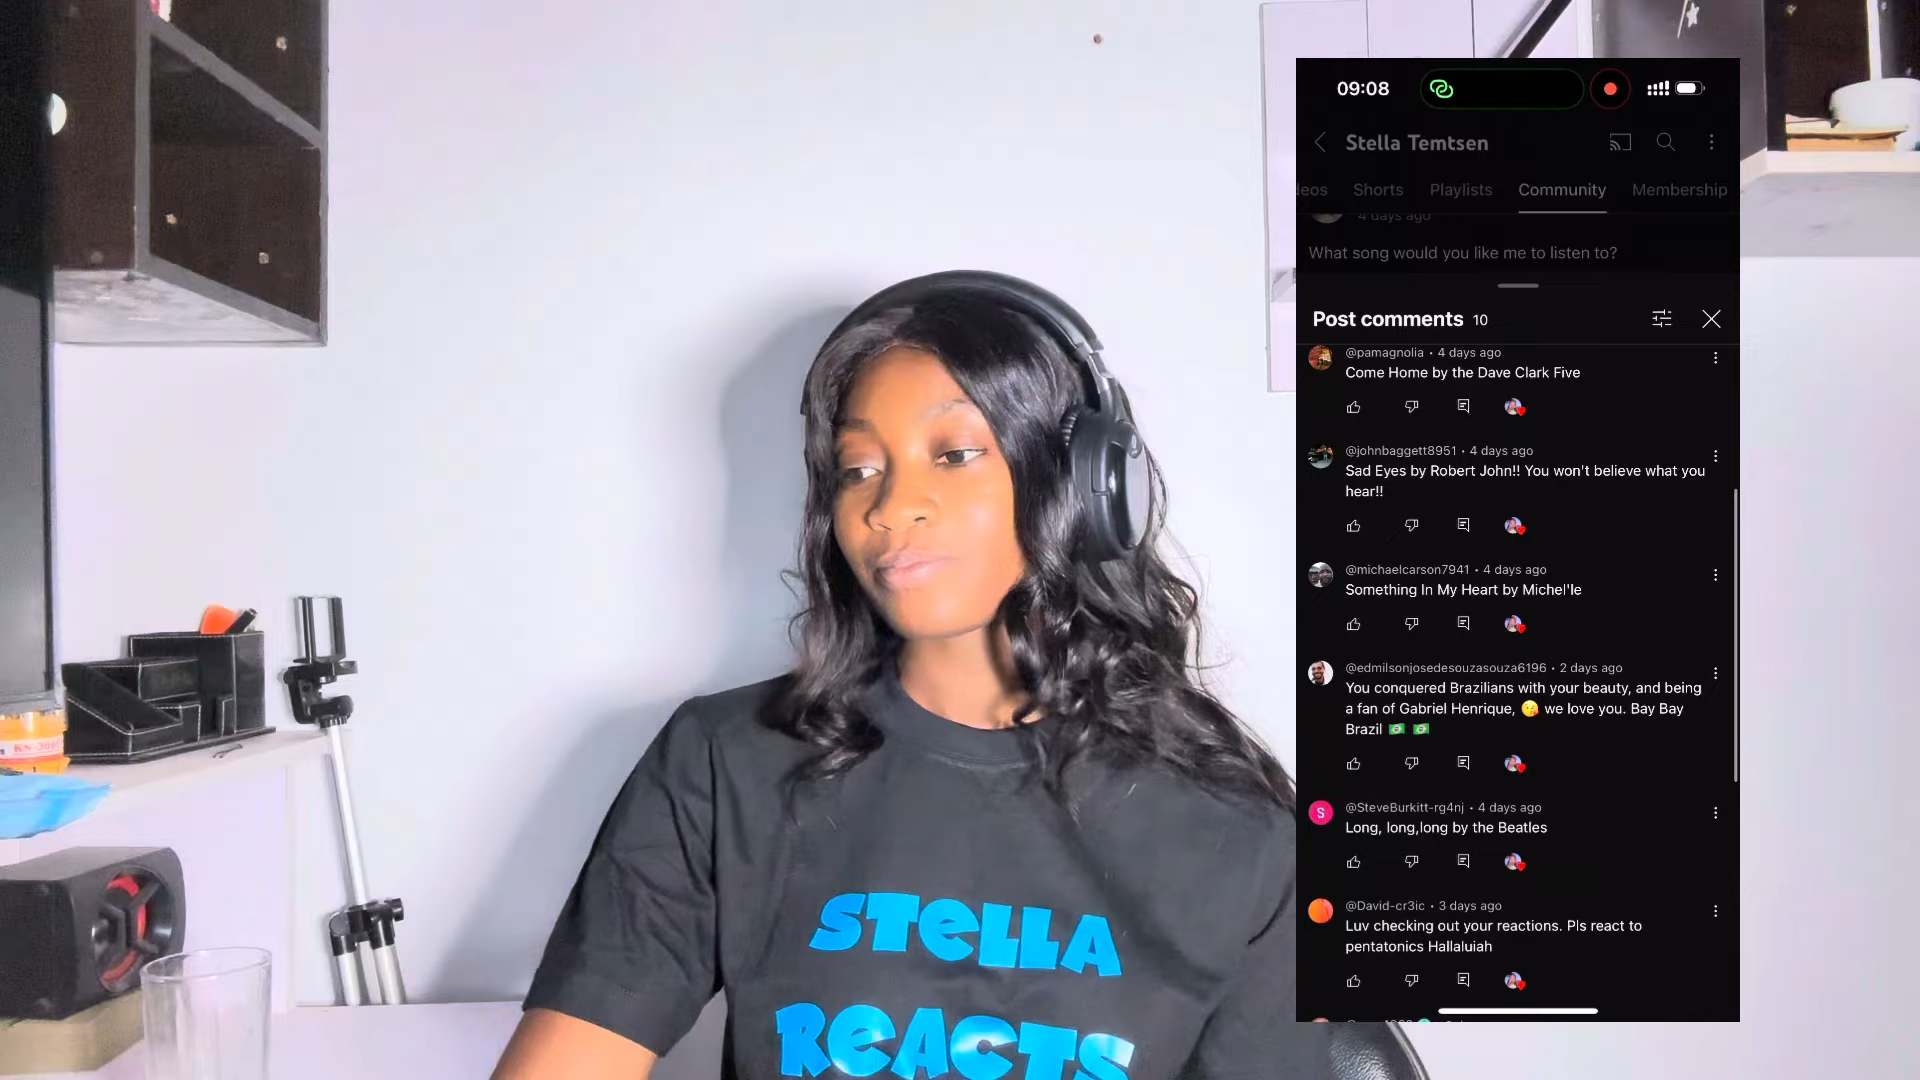 09:08
Stella Temtsen
deos Shorts Playlists Community Membership
4 days ago
What song would you like me to listen to?
Post comments 10
@pamagnolia • 4 days ago
Come Home by the Dave Clark Five
@johnbaggett8951 • 4 days ago
Sad Eyes by Robert John!! You won't believe what you
hear!!
@michaelcarson7941 • 4 days ago
Something In My Heart by Michel'le
@edmilsonjosedesouzasouza6196 • 2 days ago
You conquered Brazilians with your beauty, and being
a fan of Gabriel Henrique, 😘 we love you. Bay Bay
Brazil 🇧🇷 🇧🇷
S
@SteveBurkitt-rg4nj • 4 days ago
Long, long,long by the Beatles
@David-cr3ic • 3 days ago
Luv checking out your reactions. Pls react to
pentatonics Hallaluiah
STELLA
REACTS